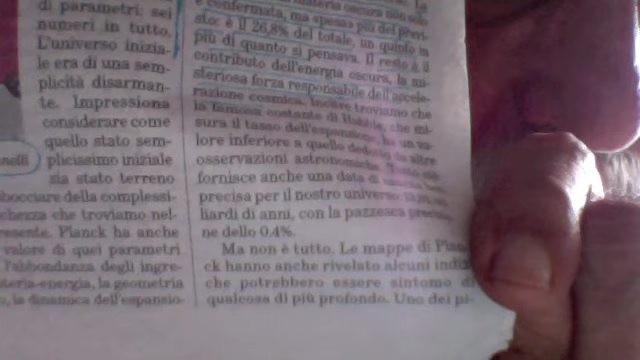 di parametri: sei
numeri in tutto.
L'universo inizia-
le era di una sem-
plicità disarman-
te. Impressiona
considerare come
quello stato sem-
plicissimo iniziale
sia stato terreno
bocciare della complessi-
chezza che troviamo nel-
resente. Planck ha anche
valore di quei parametri
l'abbondanza degli ingre-
teria-energia, la geometria
la dinamica dell'espansio-
nelli
materia oscura non solo
è confermata, ma spesso più del previ-
sto: è il 26,8% del totale, un quinto in
più di quanto si pensava. Il resto è il
contributo dell'energia oscura, la mi-
steriosa forza responsabile dell'accele-
razione cosmica. Inoltre troviamo che
la famosa costante di Hubble, che mi-
sura il tasso dell'espansione, ha un va-
lore inferiore a quello dedotto da altre
osservazioni astronomiche.
fornisce anche una data di
precisa per il nostro universo:
liardi di anni, con la pazzesca precisio-
ne dello 0,4%.
Ma non è tutto. Le mappe di Plan-
ck hanno anche rivelato alcuni indizi
che potrebbero essere sintomo di
qualcosa di più profondo. Uno dei pi-